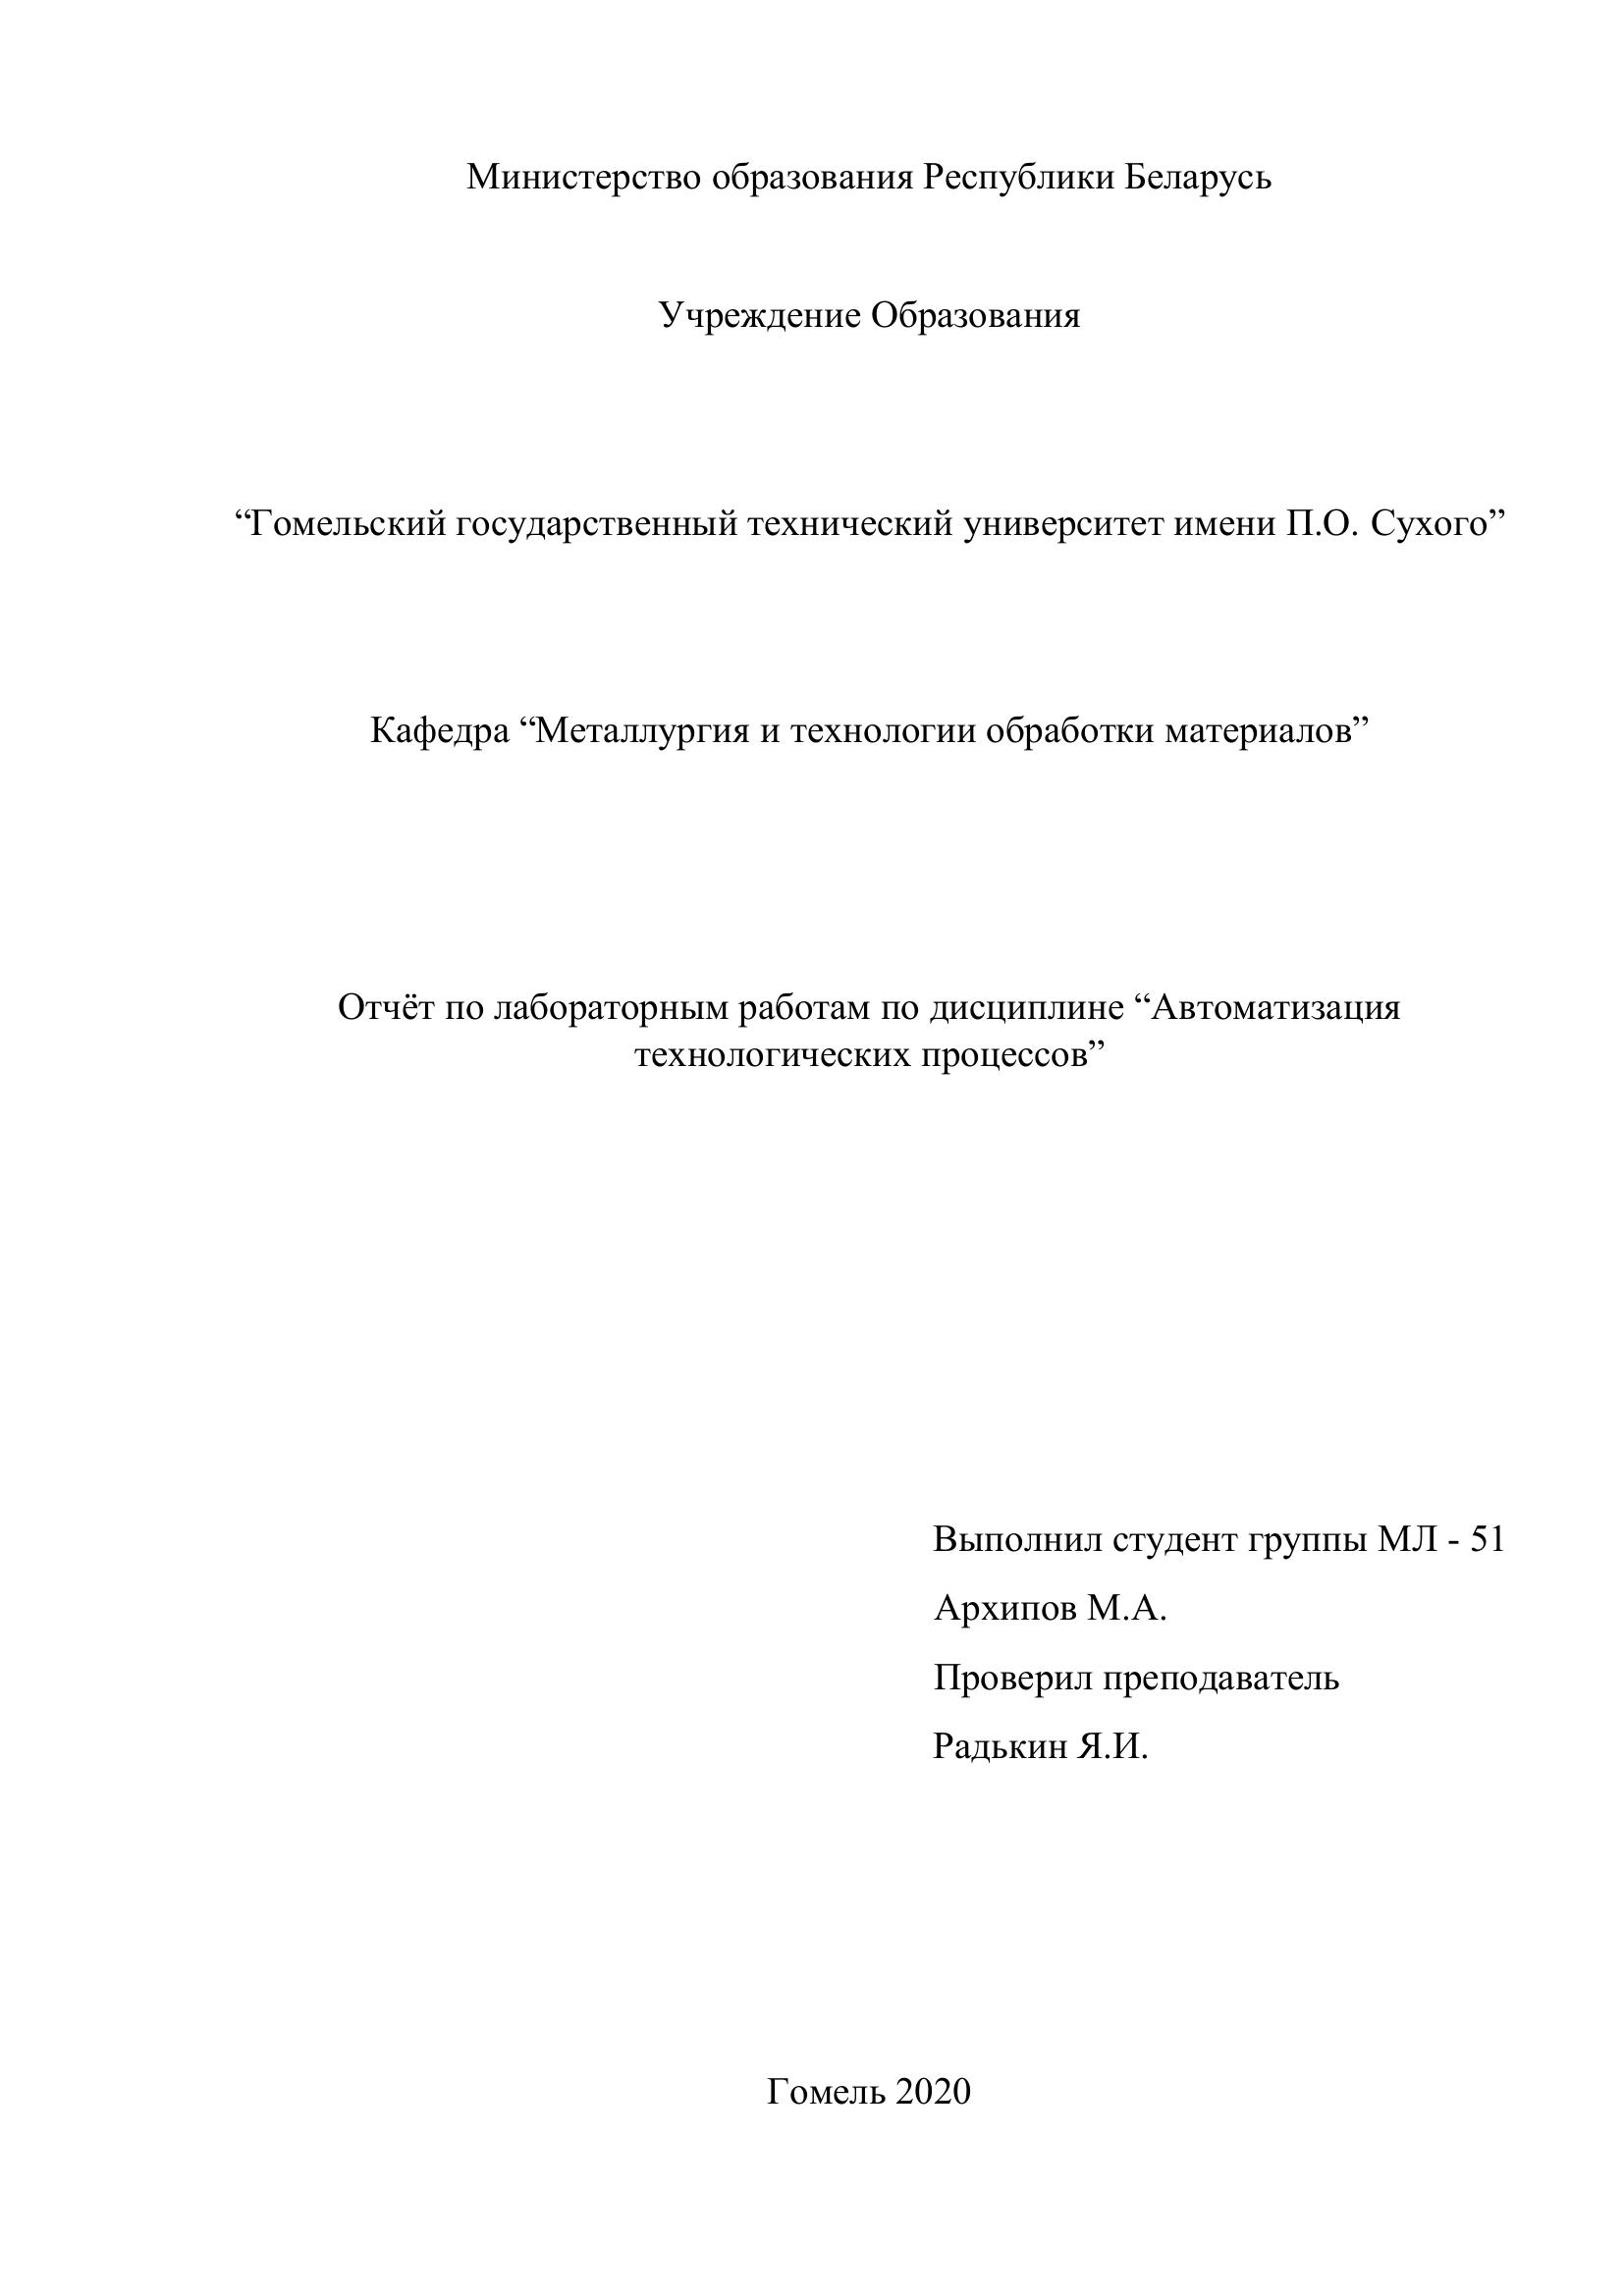 Министерство образования Республики Беларусь
Учреждение Образования
“Гомельский государственный технический университет имени П.О. Сухого”
Кафедра “Металлургия и технологии обработки материалов”
Отчёт по лабораторным работам по дисциплине “Автоматизация
технологических процессов”
Выполнил студент группы МЛ - 51
Архипов М.А.
Проверил преподаватель
Радькин Я.И.
Гомель 2020